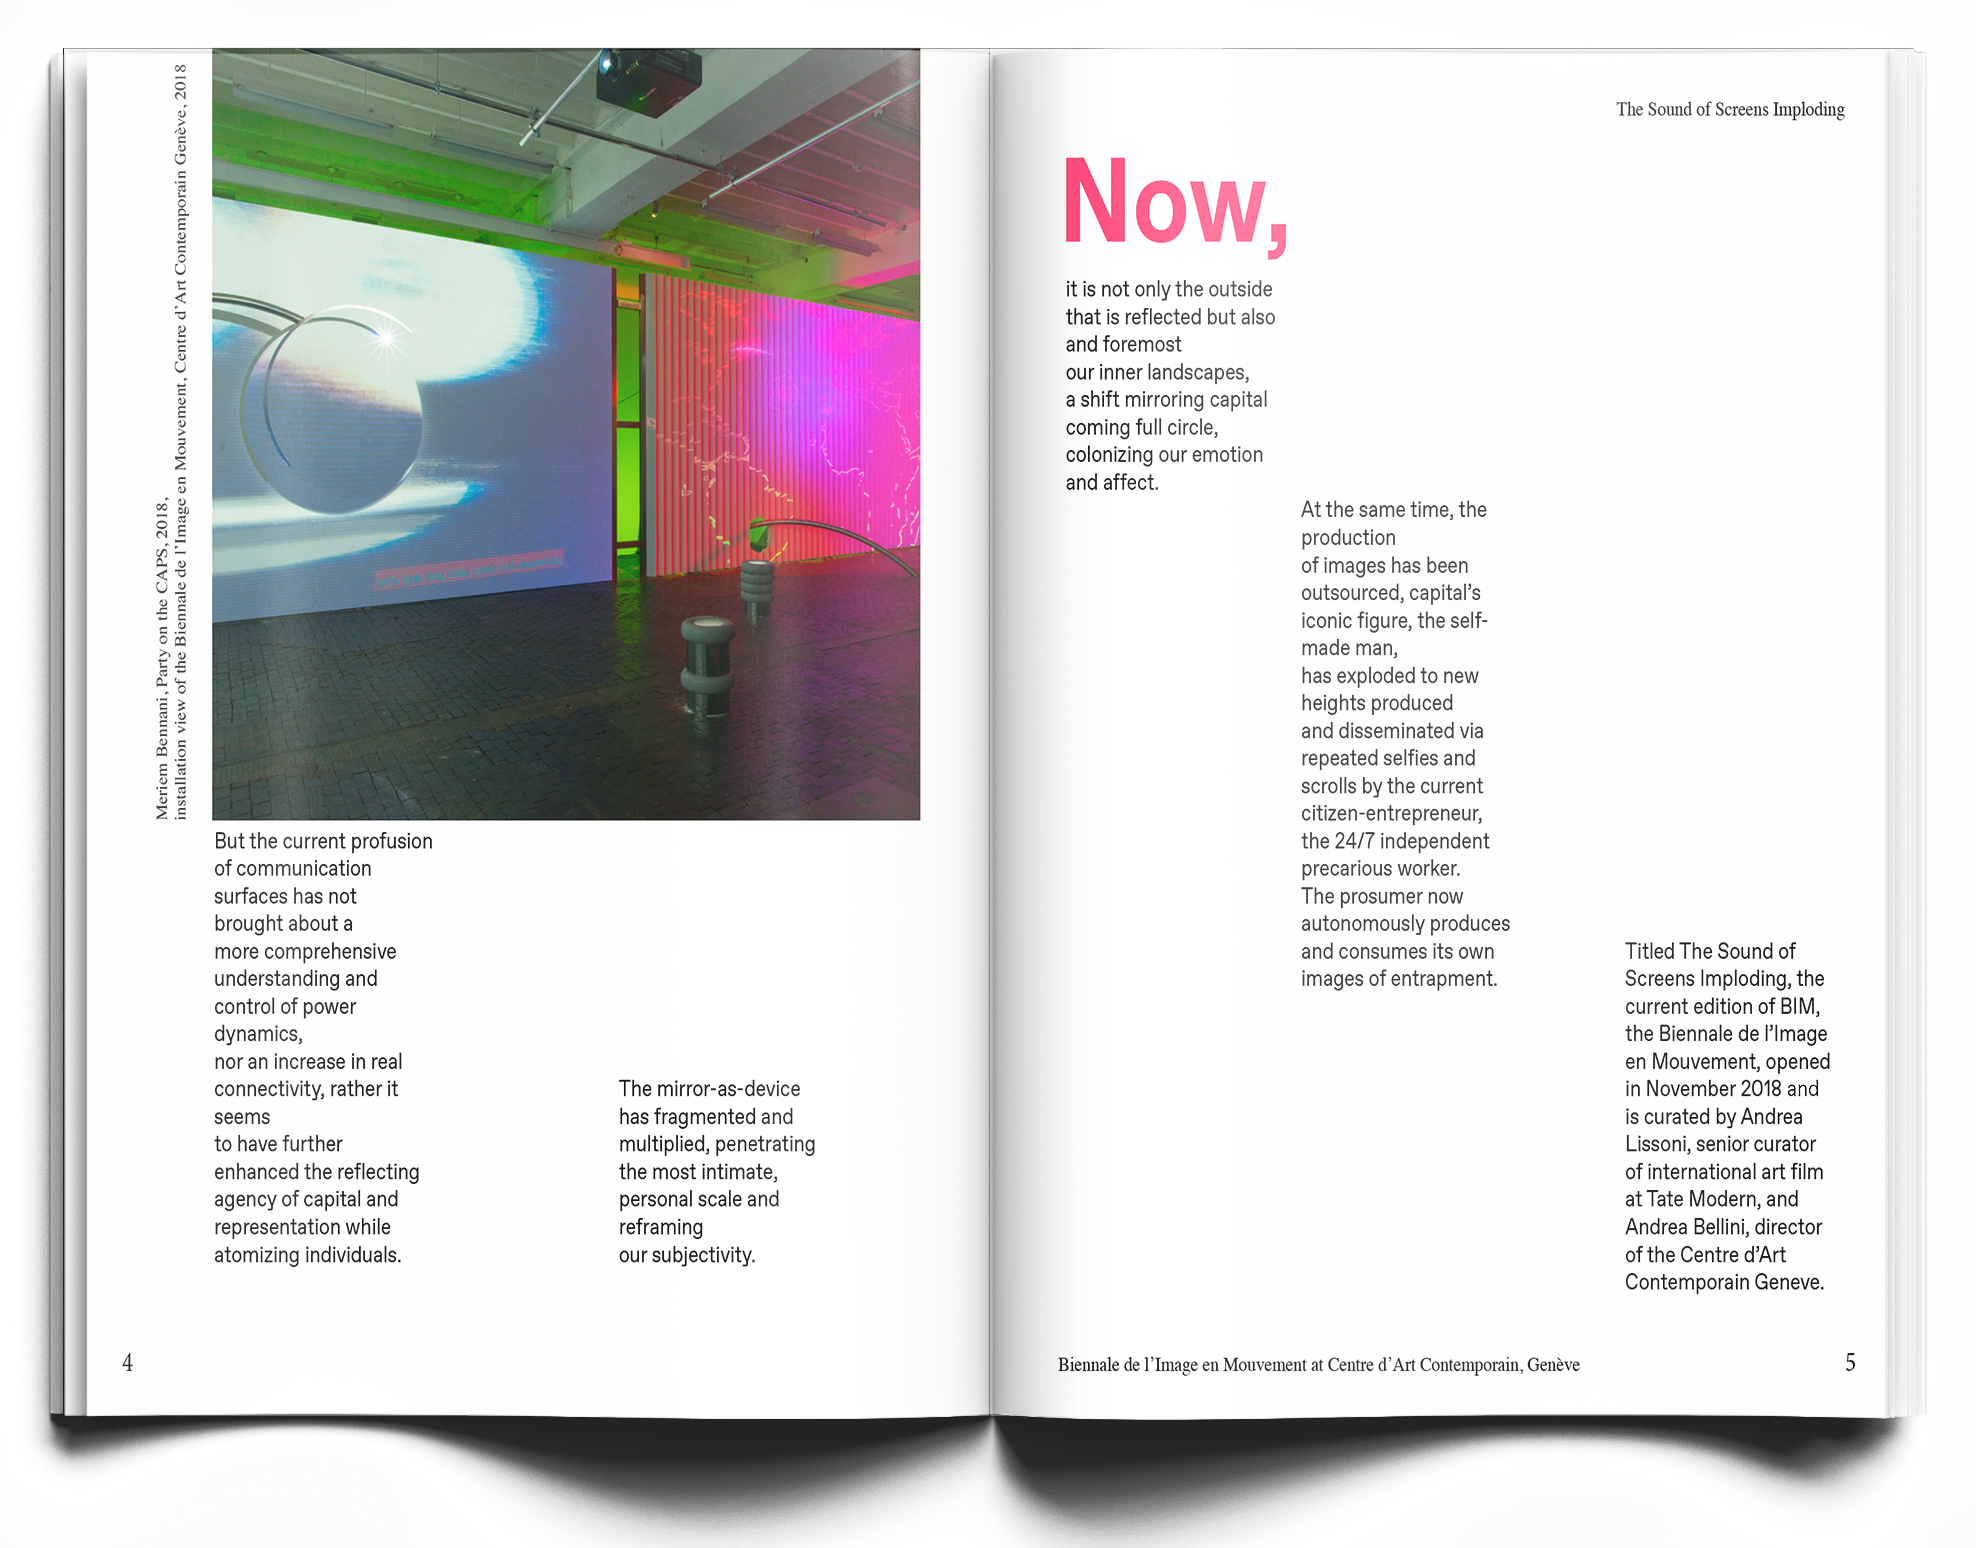 Meriem Bennani, Party on the CAPS, 2018,
installation view of the Biennale de l’Image en Mouvement, Centre d’Art Contemporain Genève, 2018
But the current profusion
of communication
surfaces has not
brought about a
more comprehensive
understanding and
control of power
dynamics,
nor an increase in real
connectivity, rather it
seems
to have further
enhanced the reflecting
agency of capital and
representation while
atomizing individuals.
The mirror-as-device
has fragmented and
multiplied, penetrating
the most intimate,
personal scale and
reframing
our subjectivity.
4
The Sound of Screens Imploding
Now,
it is not only the outside
that is reflected but also
and foremost
our inner landscapes,
a shift mirroring capital
coming full circle,
colonizing our emotion
and affect.
At the same time, the
production
of images has been
outsourced, capital’s
iconic figure, the self-
made man,
has exploded to new
heights produced
and disseminated via
repeated selfies and
scrolls by the current
citizen-entrepreneur,
the 24/7 independent
precarious worker.
The prosumer now
autonomously produces
and consumes its own
images of entrapment.
Titled The Sound of
Screens Imploding, the
current edition of BIM,
the Biennale de l’Image
en Mouvement, opened
in November 2018 and
is curated by Andrea
Lissoni, senior curator
of international art film
at Tate Modern, and
Andrea Bellini, director
of the Centre d’Art
Contemporain Geneve.
Biennale de l’Image en Mouvement at Centre d’Art Contemporain, Genève
5